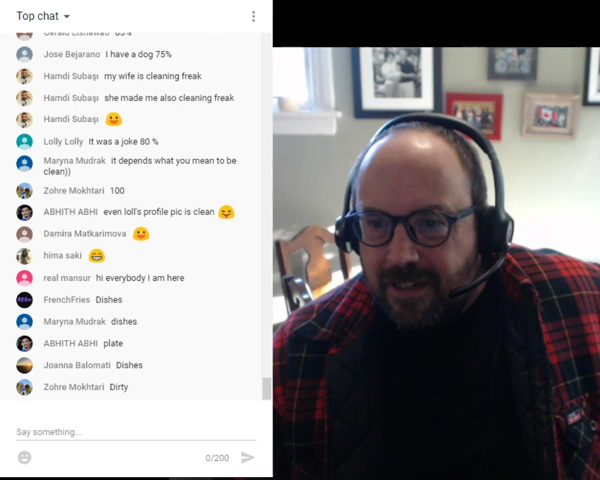 Top chat
Gerald Lishawati 85%
Jose Bejarano I have a dog 75%
Hamdi Subaşı my wife is cleaning freak
Hamdi Subaşı she made me also cleaning freak
Hamdi Subaşı
Lolly Lolly It was a joke 80 %
Maryna Mudrak it depends what you mean to be
clean))
Zohre Mokhtari 100
ABHITH ABHI even loll's profile pic is clean
Damira Matkarimova
hima saki
real mansur hi everybody I am here
FrenchFries Dishes
Maryna Mudrak dishes
ABHITH ABHI plate
Joanna Balomati Dishes
Zohre Mokhtari Dirty
Say something...
0/200